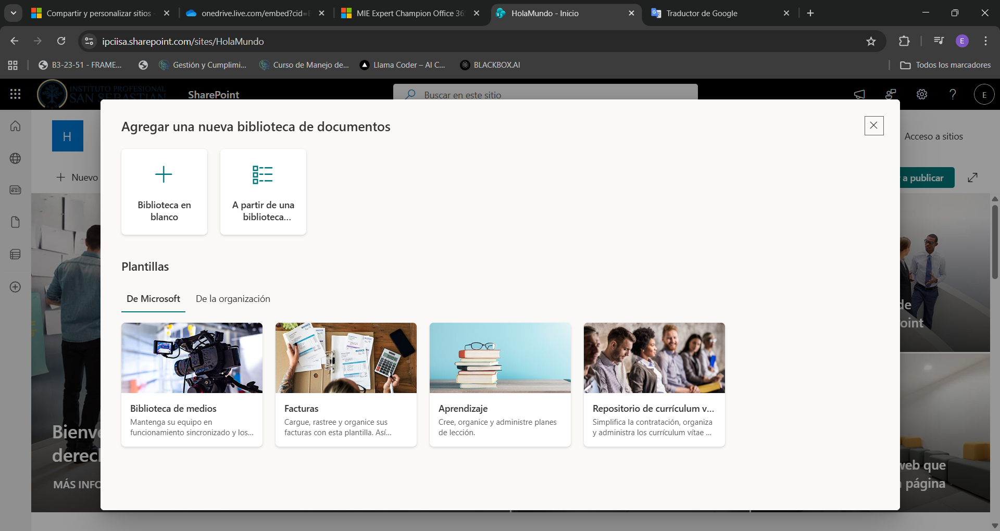 Compartir y personalizar sitios
onedrive.live.com/embed?cid=
MIE Expert Champion Office 36
HolaMundo - Inicio
Traductor de Google
ipciisa.sharepoint.com/sites/HolaMundo
E
B3-23-51 - FRAME...
Gestión y Cumplimi...
Curso de Manejo de...
Llama Coder – AI C...
BLACKBOX.AI
Todos los marcadores
INSTITUTO PROFESIONAL
SAN SEBASTIAN
SharePoint
Buscar en este sitio
E
H
Acceso a sitios
Nuevo
a publicar
Agregar una nueva biblioteca de documentos
Biblioteca en
blanco
A partir de una
biblioteca...
Plantillas
De Microsoft
De la organización
INVOICE
INVOICE
INVOICE
Biblioteca de medios
Mantenga su equipo en
funcionamiento sincronizado y los...
Facturas
Cargue, rastree y organice sus
facturas con esta plantilla. Así...
Aprendizaje
Cree, organice y administre planes
de lección.
Repositorio de currículum v...
Simplifica la contratación, organiza
y administra los currículum vítae ...
Bienve
derecl
MÁS INFO
de
oint
web que
página